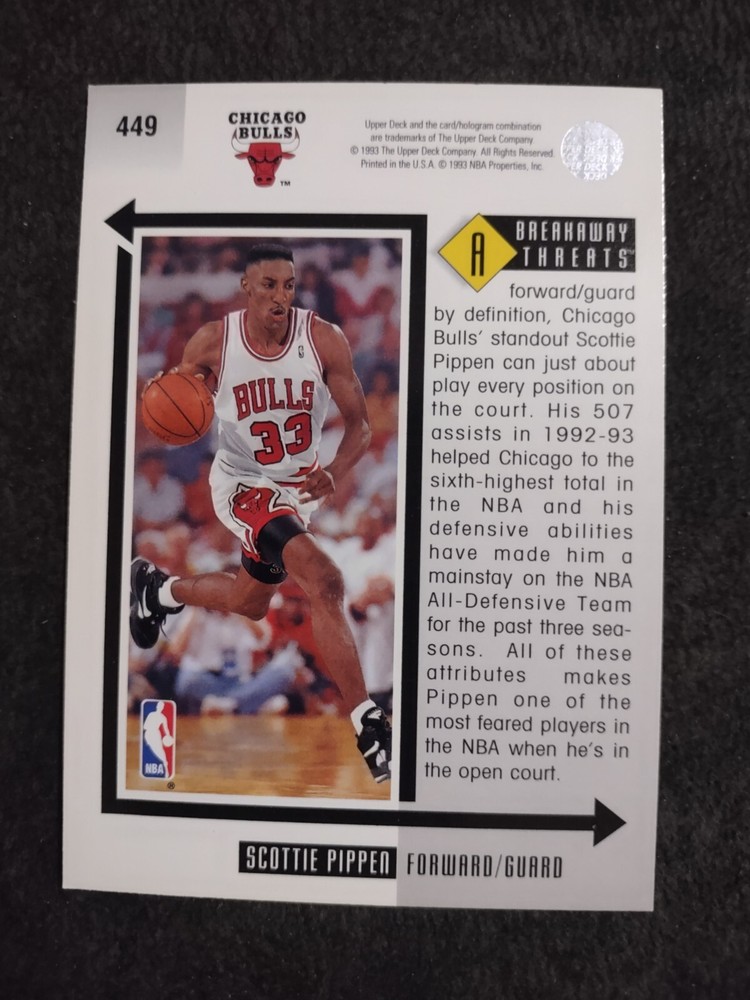 449
CHICAGO
BULLS
™
Upper Deck and the card/hologram combination
are trademarks of The Upper Deck Company.
© 1993 The Upper Deck Company. All Rights Reserved.
Printed in the U.S.A. © 1993 NBA Properties, Inc.
BREAKAWAY
THREATS™
A
forward/guard
by definition, Chicago
Bulls' standout Scottie
Pippen can just about
play every position on
the court. His 507
assists in 1992-93
helped Chicago to the
sixth-highest total in
the NBA and his
defensive abilities
have made him a
mainstay on the NBA
All-Defensive Team
for the past three sea-
sons. All of these
attributes makes
Pippen one of the
most feared players in
the NBA when he's in
the open court.
BULLS
33
NBA
®
SCOTTIE PIPPEN FORWARD/GUARD